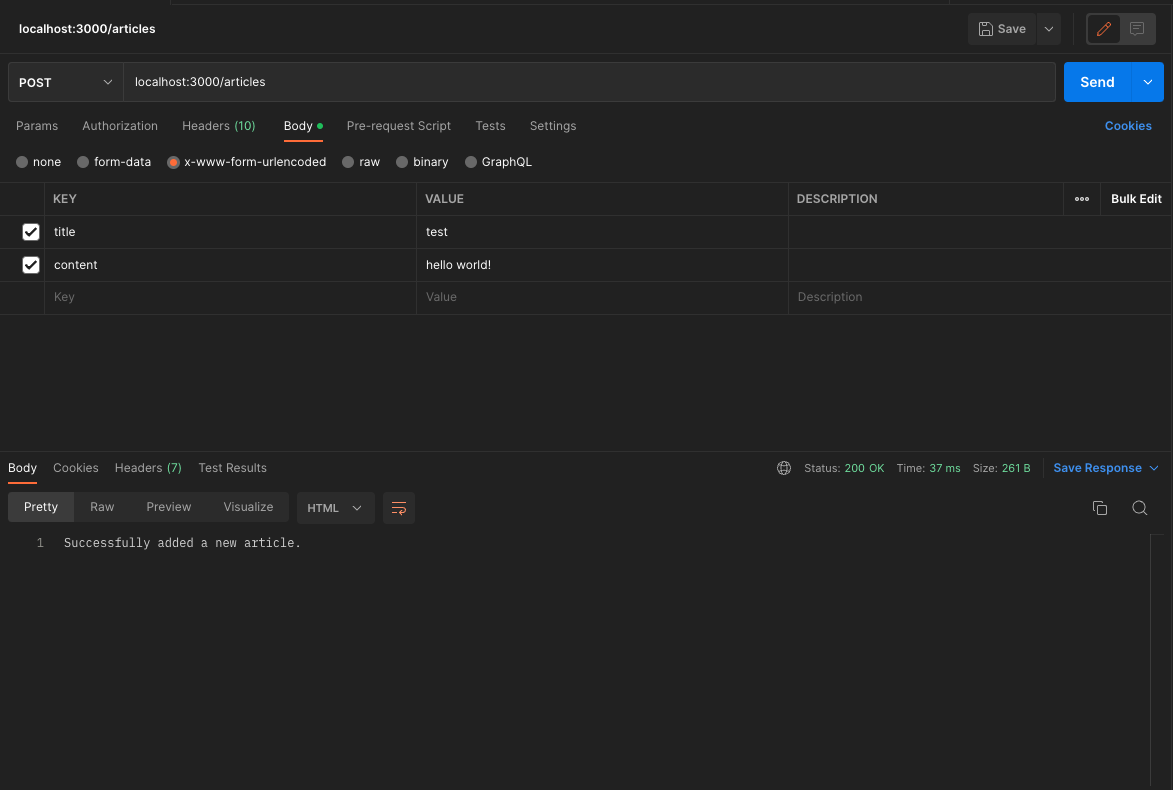 localhost:3000/articles Save
POST localhost:3000/articles Send
Params Authorization Headers (10) Body Pre-request Script Tests Settings Cookies
none form-data x-www-form-urlencoded raw binary GraphQL
KEY VALUE DESCRIPTION Bulk Edit
title test
content hello world!
Key Value Description
Body Cookies Headers (7) Test Results Status: 200 OK Time: 37 ms Size: 261 B Save Response
Pretty Raw Preview Visualize HTML
1 Successfully added a new article.